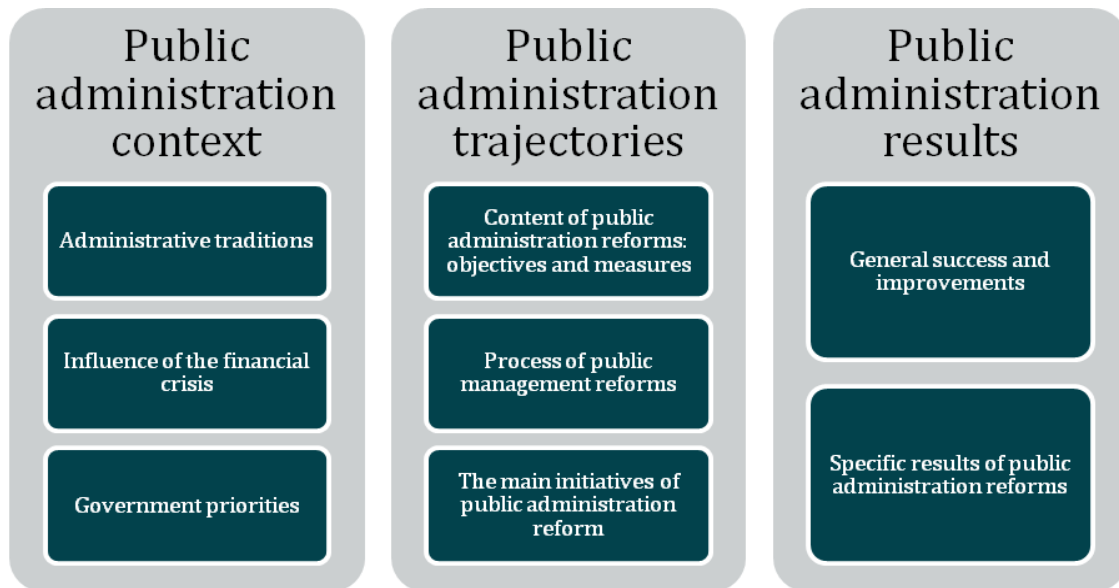 Public
administration
context
Administrative traditions
Influence of the financial
crisis
Government priorities
Public
administration
trajectories
Content of public
administration reforms:
objectives and measures
Process of public
management reforms
The main initiatives of
public administration
reform
Public
administration
results
General success and
improvements
Specific results of public
administration reforms